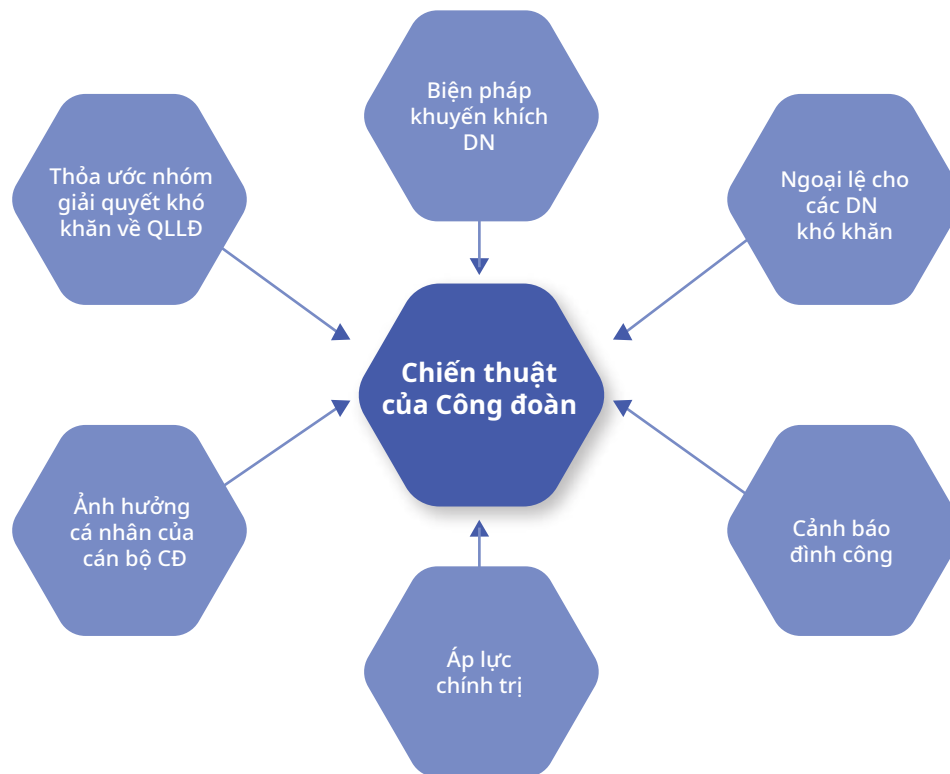 Biện pháp
khuyến khích
DN
Thỏa ước nhóm
giải quyết khó
khăn về QLLĐ
Ngoại lệ cho
các DN
khó khăn
Chiến thuật
của Công đoàn
Ảnh hưởng
cá nhân của
cán bộ CĐ
Cảnh báo
đình công
Áp lực
chính trị